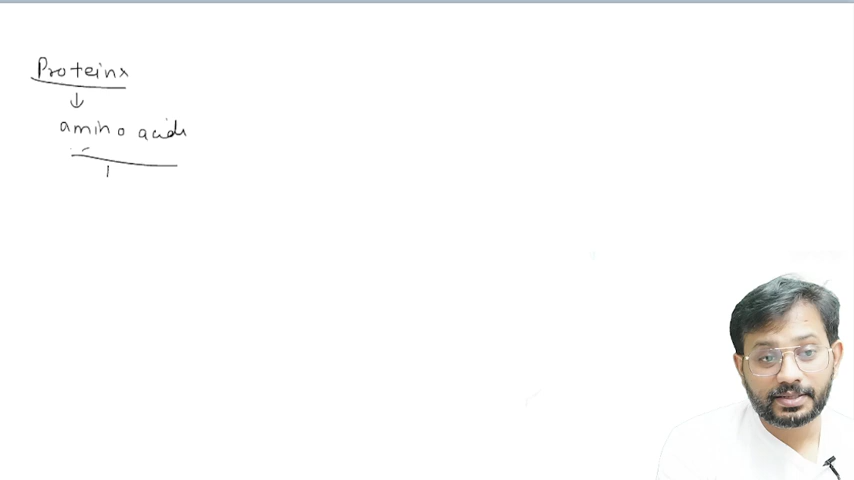 Proteins
↓
amino acids